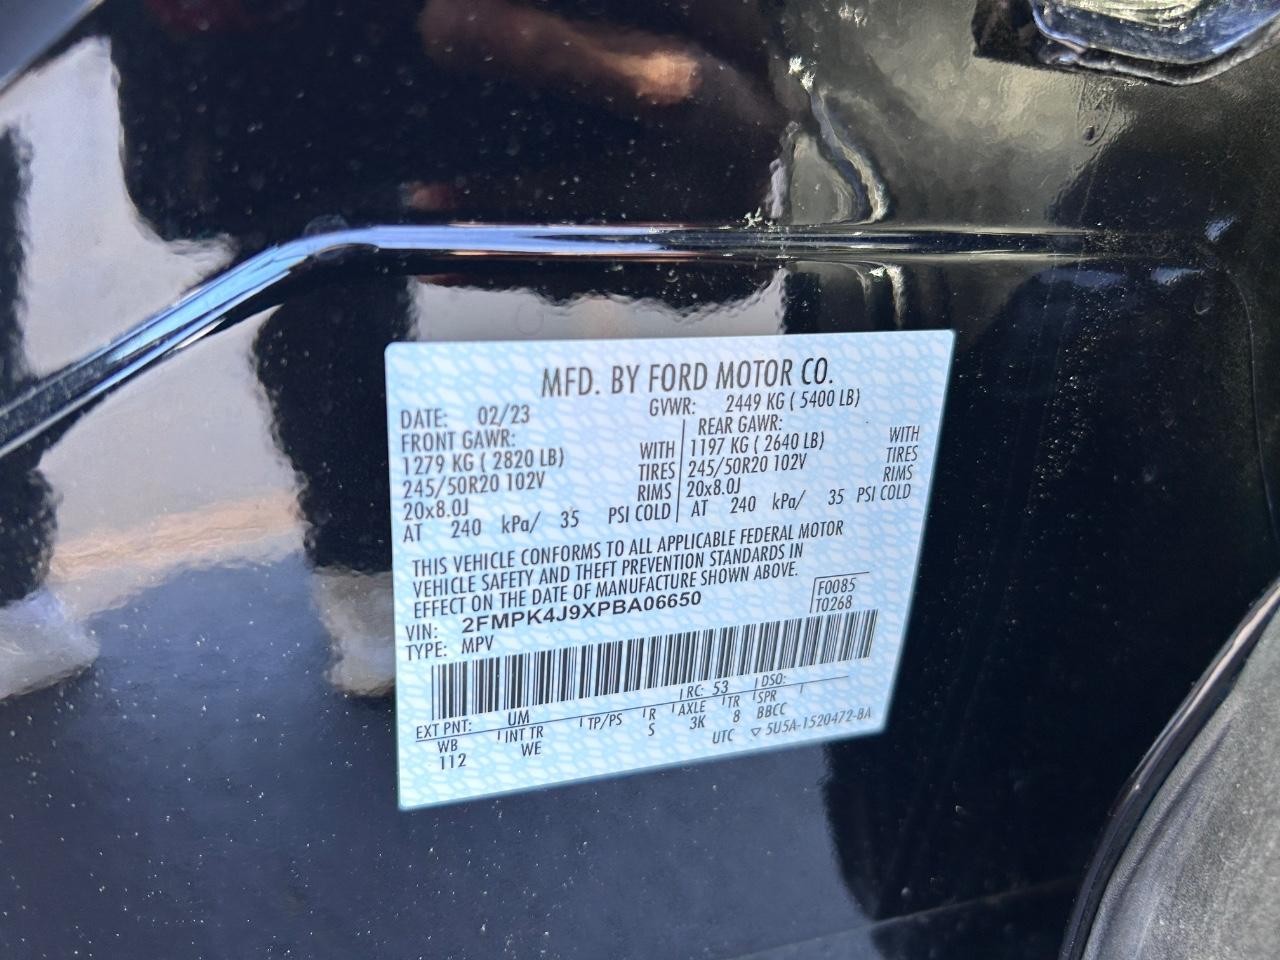 MFD. BY FORD MOTOR CO.
DATE: 02/23 GVWR: 2449 KG ( 5400 LB)
FRONT GAWR: REAR GAWR:
1279 KG ( 2820 LB) WITH 1197 KG ( 2640 LB) WITH
245/50R20 102V TIRES 245/50R20 102V TIRES
20x8.0J RIMS 20x8.0J RIMS
AT 240 kPa/ 35 PSI COLD AT 240 kPa/ 35 PSI COLD
THIS VEHICLE CONFORMS TO ALL APPLICABLE FEDERAL MOTOR
VEHICLE SAFETY AND THEFT PREVENTION STANDARDS IN
EFFECT ON THE DATE OF MANUFACTURE SHOWN ABOVE.
VIN: 2FMPK4J9XPBA06650 F0085
TYPE: MPV T0268
EXT PNT: UM RC: 53 DSO:
WB INT TR TP/PS R AXLE TR SPR
112 WE S 3K 8 BBCC
UTC ▽ 5U5A-1520472-BA